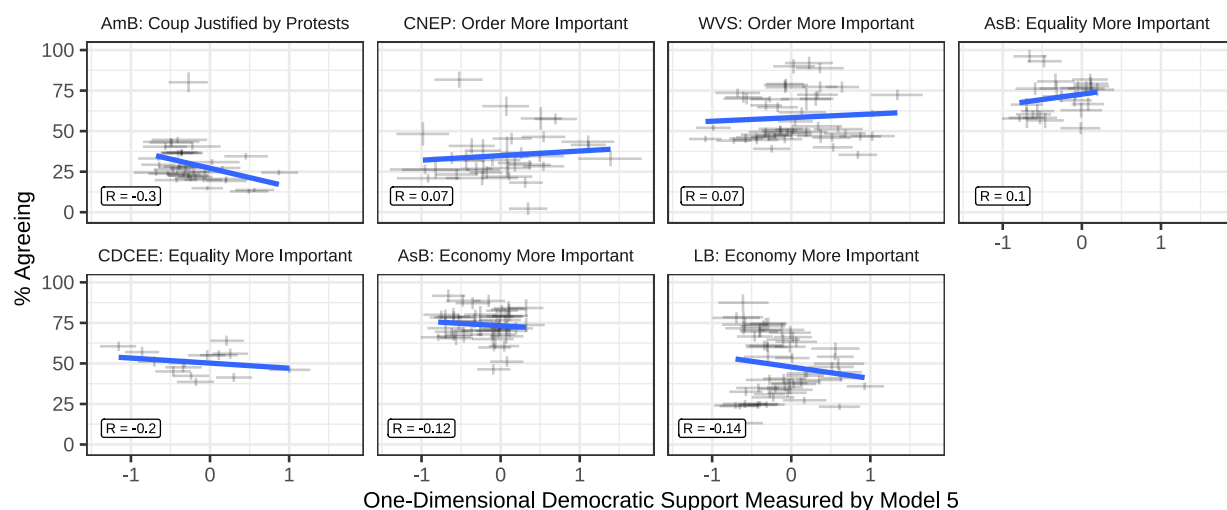 AmB: Coup Justified by Protests
CNEP: Order More Important
WVS: Order More Important
AsB: Equality More Important
100
75
50
25
0
R = -0.3
R = 0.07
R = 0.07
R = 0.1
-1 0 1
CDCEE: Equality More Important
AsB: Economy More Important
LB: Economy More Important
100
75
50
25
0
R = -0.2
R = -0.12
R = -0.14
-1 0 1
-1 0 1
-1 0 1
% Agreeing
One-Dimensional Democratic Support Measured by Model 5